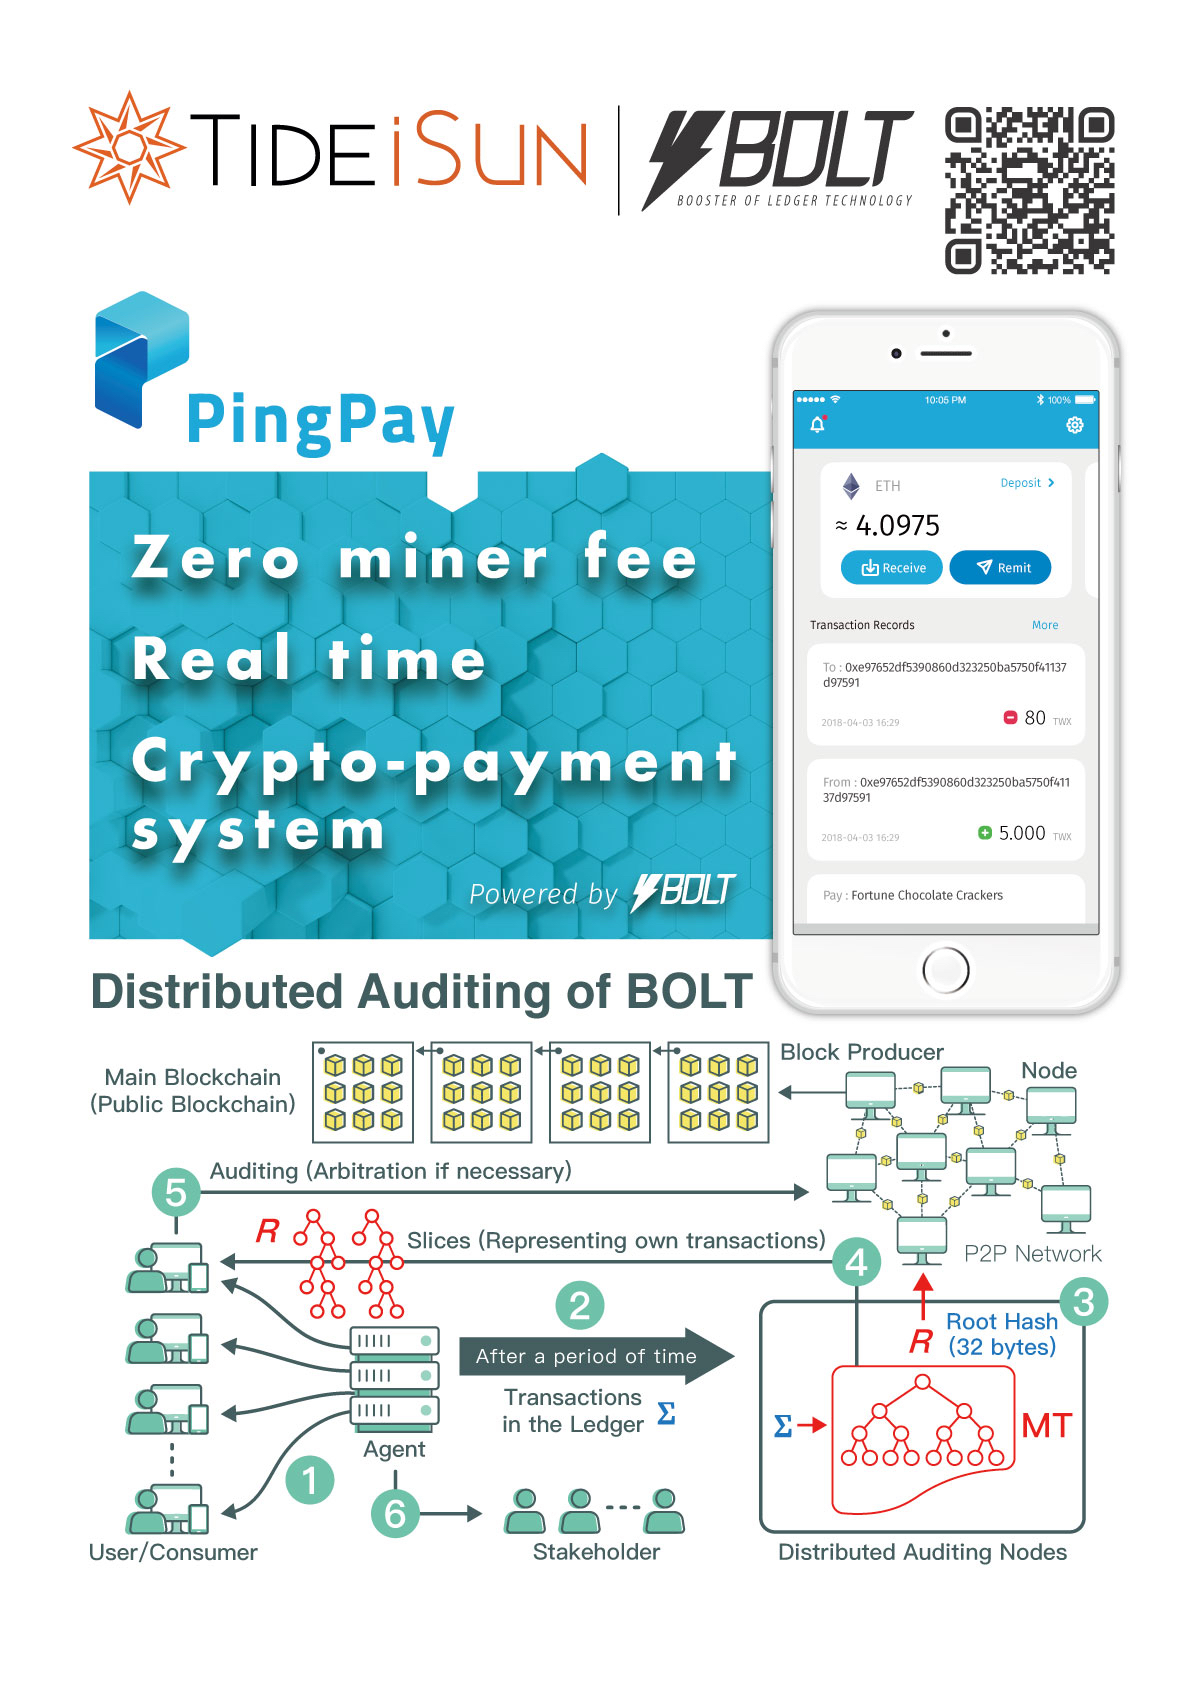 TIDEiSUN
BOLT
BOOSTER OF LEDGER TECHNOLOGY
PingPay
Zero miner fee
Real time
Crypto-payment
system
Powered by BOLT
10:05 PM
100%
ETH
Deposit >
≈ 4.0975
Receive
Remit
Transaction Records
More
To : 0xe97652df5390860d323250ba5750f41137
d97591
2018-04-03 16:29
80 TWX
From : 0xe97652df5390860d323250ba5750f411
37d97591
2018-04-03 16:29
5.000 TWX
Pay : Fortune Chocolate Crackers
Distributed Auditing of BOLT
Main Blockchain
(Public Blockchain)
Block Producer
Node
5
Auditing (Arbitration if necessary)
R
Slices (Representing own transactions)
4
P2P Network
2
3
After a period of time
R
Root Hash
(32 bytes)
Transactions
in the Ledger Σ
Σ
MT
Agent
1
6
User/Consumer
Stakeholder
Distributed Auditing Nodes